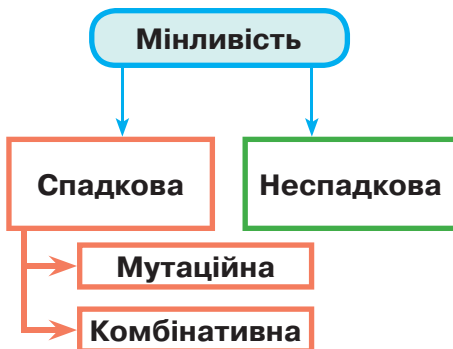 Мінливість
Спадкова
Неспадкова
Мутаційна
Комбінативна